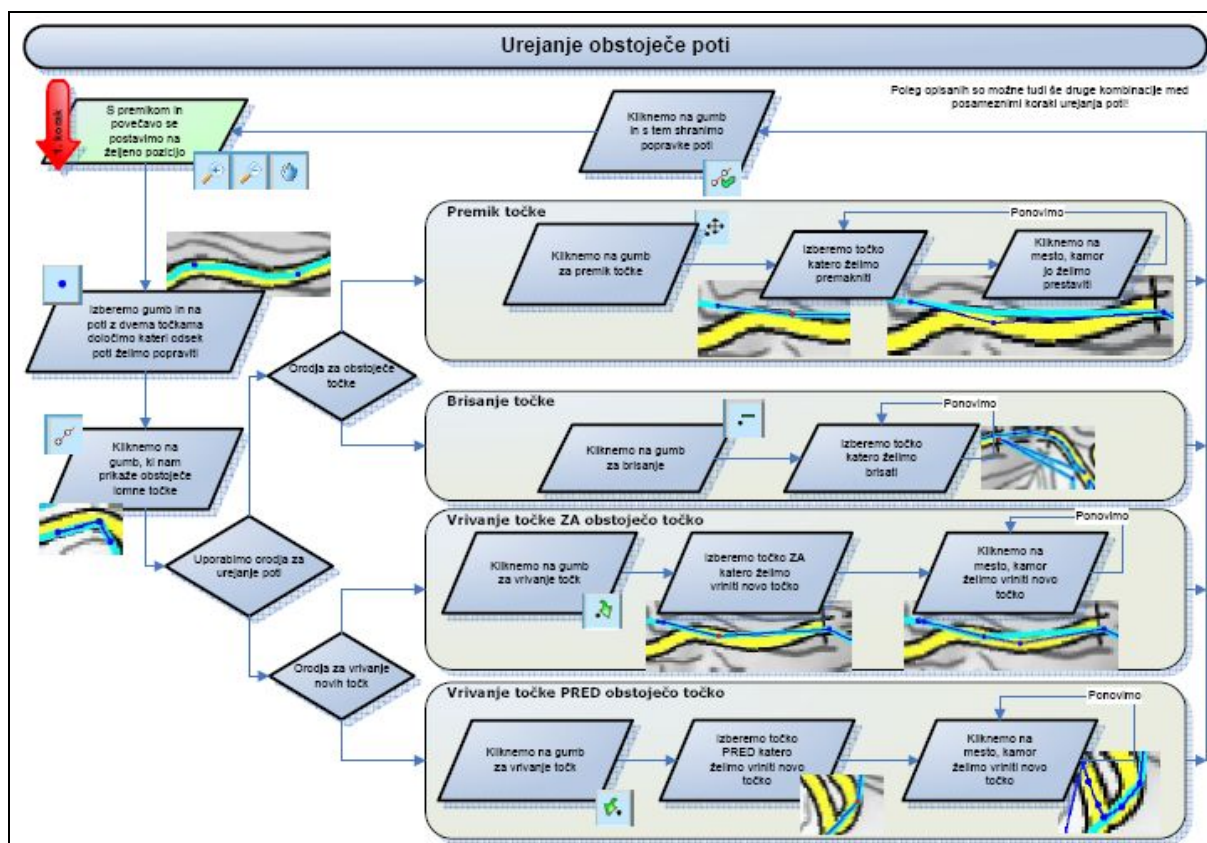 Urejanje obstoječe poti
1. korak
S premikom in
povečavo se
postavimo na
željeno pozicijo
Kliknemo na gumb
in s tem shranimo
popravke poti
Poleg opisanih so možne tudi še druge kombinacije med
posameznimi koraki urejanja poti!
Izberemo gumb in na
poti z dvema točkama
določimo kateri odsek
poti želimo popraviti
Kliknemo na
gumb, ki nam
prikaže obstoječe
lomne točke
Uporabimo orodja za
urejanje poti
Orodja za obstoječe
točke
Orodja za vrivanje
novih točk
Premik točke
Kliknemo na gumb
za premik točke
Izberemo točko
katero želimo
premakniti
Ponovimo
Kliknemo na
mesto, kamor
jo želimo
prestaviti
Brisanje točke
Kliknemo na gumb
za brisanje
Ponovimo
Izberemo točko
katero želimo
brisati
Vrivanje točke ZA obstoječo točko
Kliknemo na gumb
za vrivanje točk
Izberemo točko ZA
katero želimo
vriniti novo točko
Ponovimo
Kliknemo na
mesto, kamor
želimo vriniti novo
točko
Vrivanje točke PRED obstoječo točko
Kliknemo na gumb
za vrivanje točk
Izberemo točko
PRED katero
želimo vriniti novo
točko
Ponovimo
Kliknemo na
mesto, kamor
želimo vriniti novo
točko